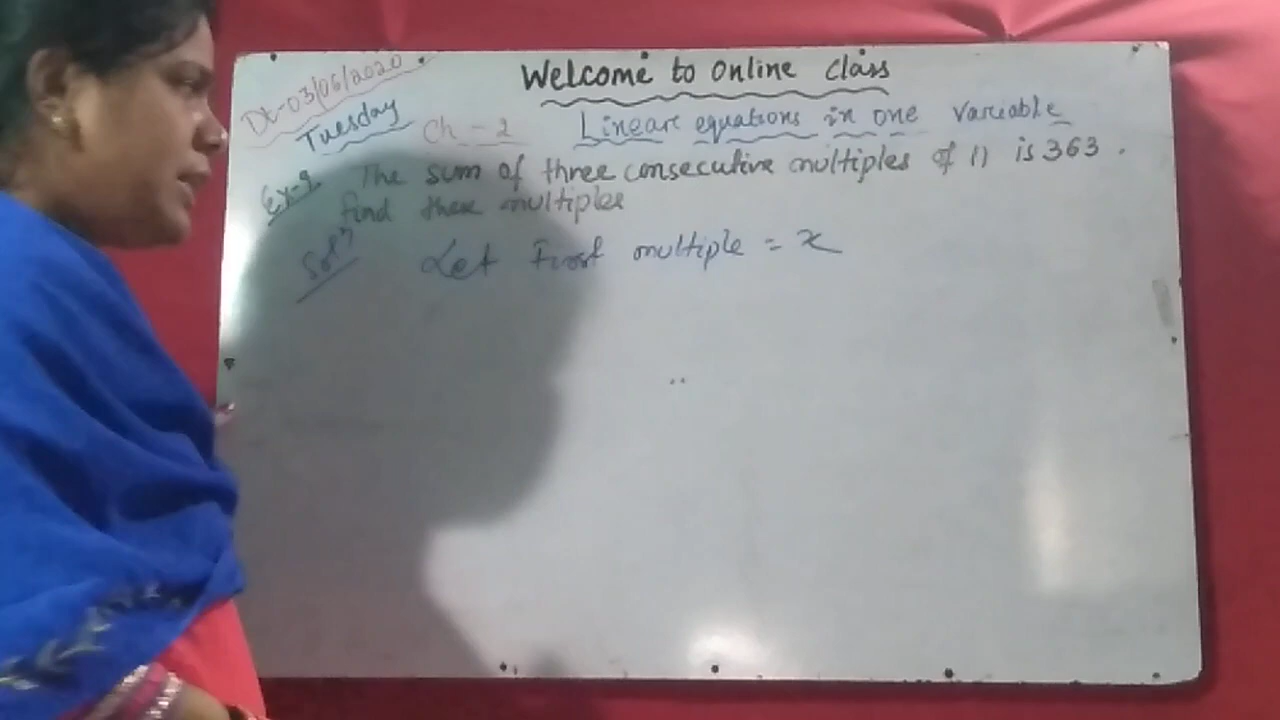 Welcome to Online Class
Dt-03/06/2020
Tuesday
Ch-2 Linear equations in one variable
Ex-9. The sum of three consecutive multiples of 11 is 363.
find these multiples
Solⁿ Let First multiple = x